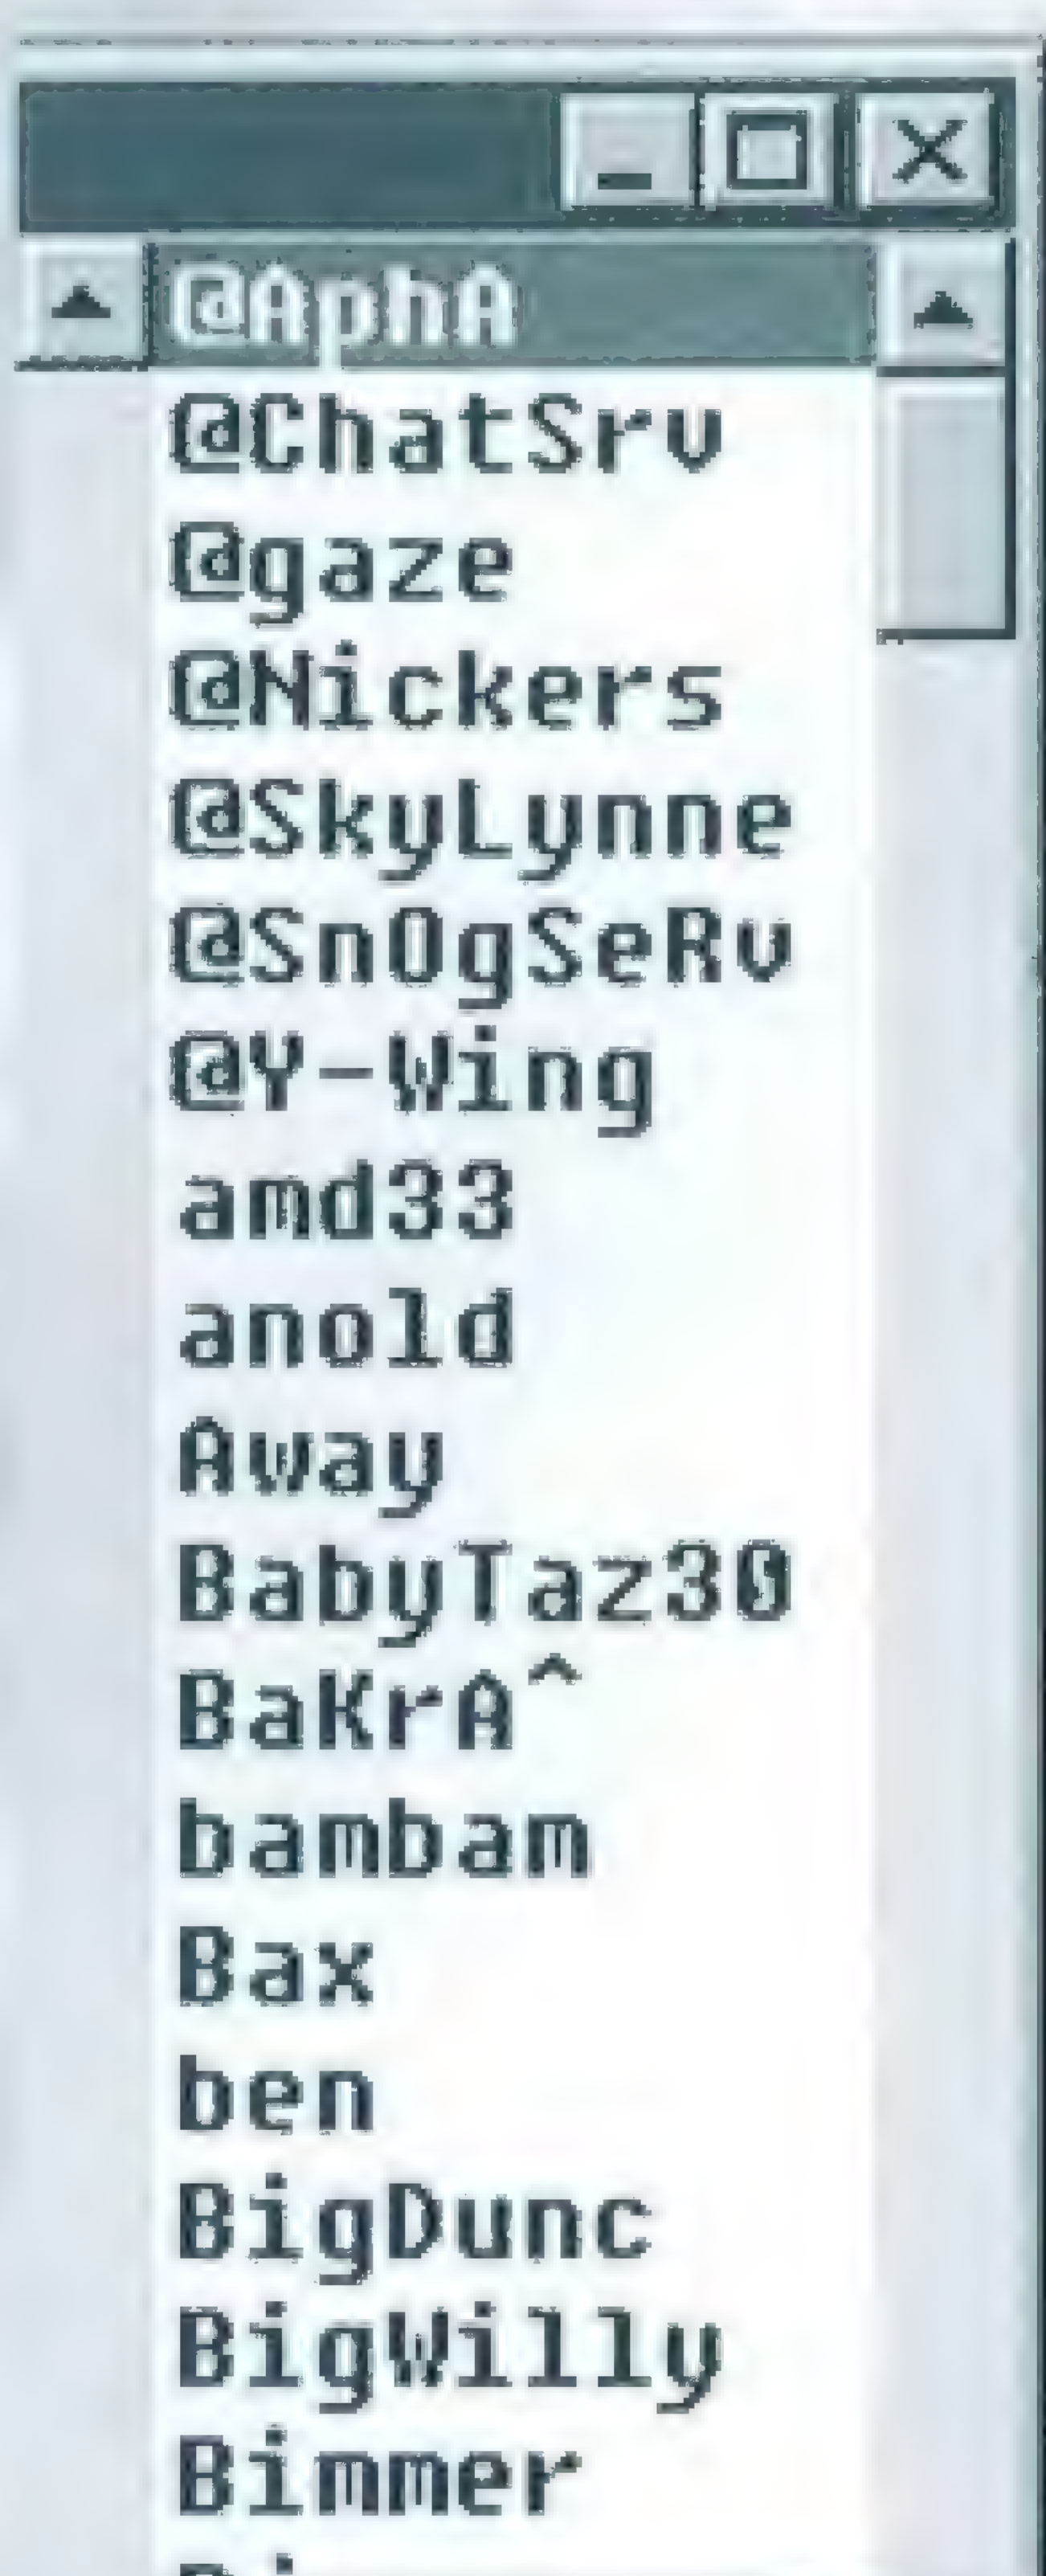 @AphA
@ChatSrv
@gaze
@Nickers
@SkyLynne
@SnOgSeRv
@Y-Wing
amd33
anold
Away
BabyTaz30
BaKrA^
bambam
Bax
ben
BigDunc
BigWilly
Bimmer